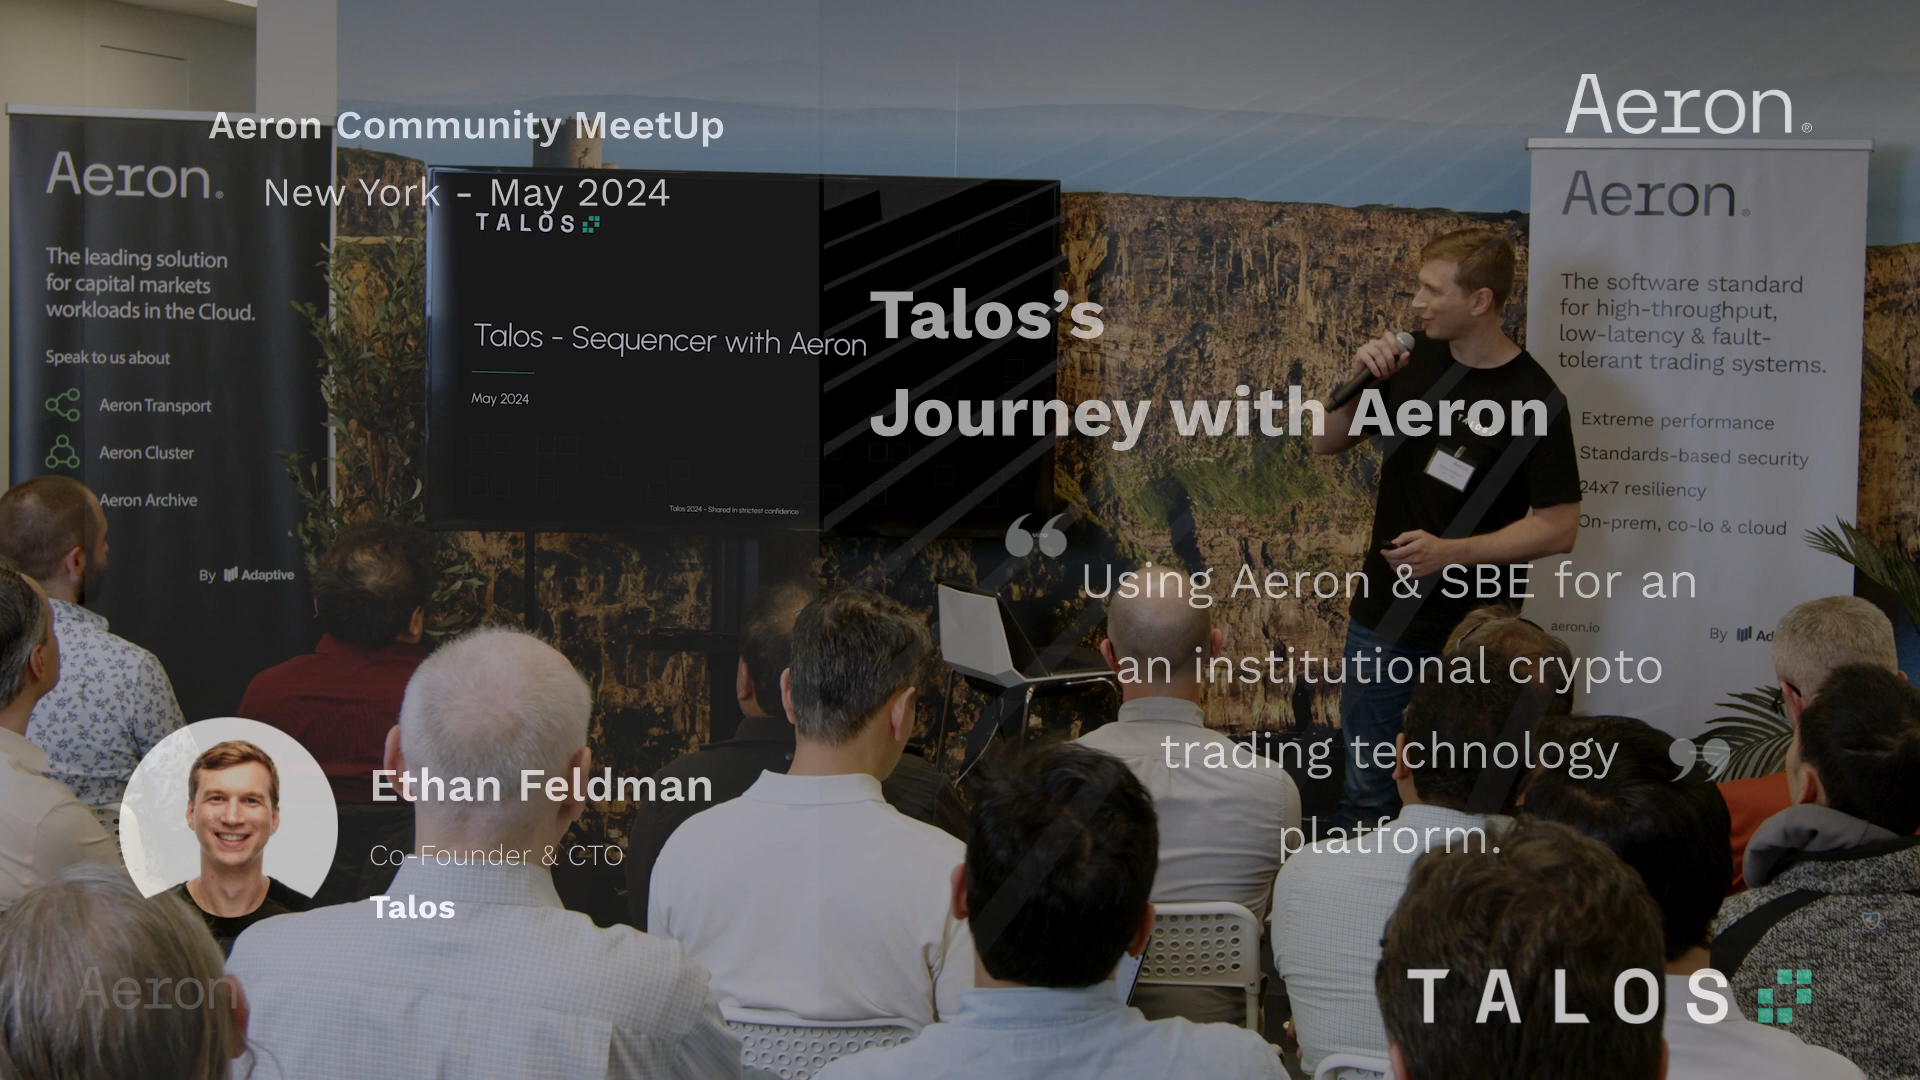 Aeron Community MeetUp
New York - May 2024
Aeron®
Aeron®
The leading solution
for capital markets
workloads in the Cloud.
Speak to us about
Aeron Transport
Aeron Cluster
Aeron Archive
By Adaptive
TALOS
Talos - Sequencer with Aeron
May 2024
Talos 2024 - Shared in strictest confidence
Talos’s
Journey with Aeron
“
Using Aeron & SBE for an
an institutional crypto
trading technology ”
platform.
Aeron®
The software standard
for high-throughput,
low-latency & fault-
tolerant trading systems.
Extreme performance
Standards-based security
24x7 resiliency
On-prem, co-lo & cloud
aeron.io
By Ad
TALOS
Ethan Feldman
Co-Founder & CTO
Talos
Aeron
TALOS